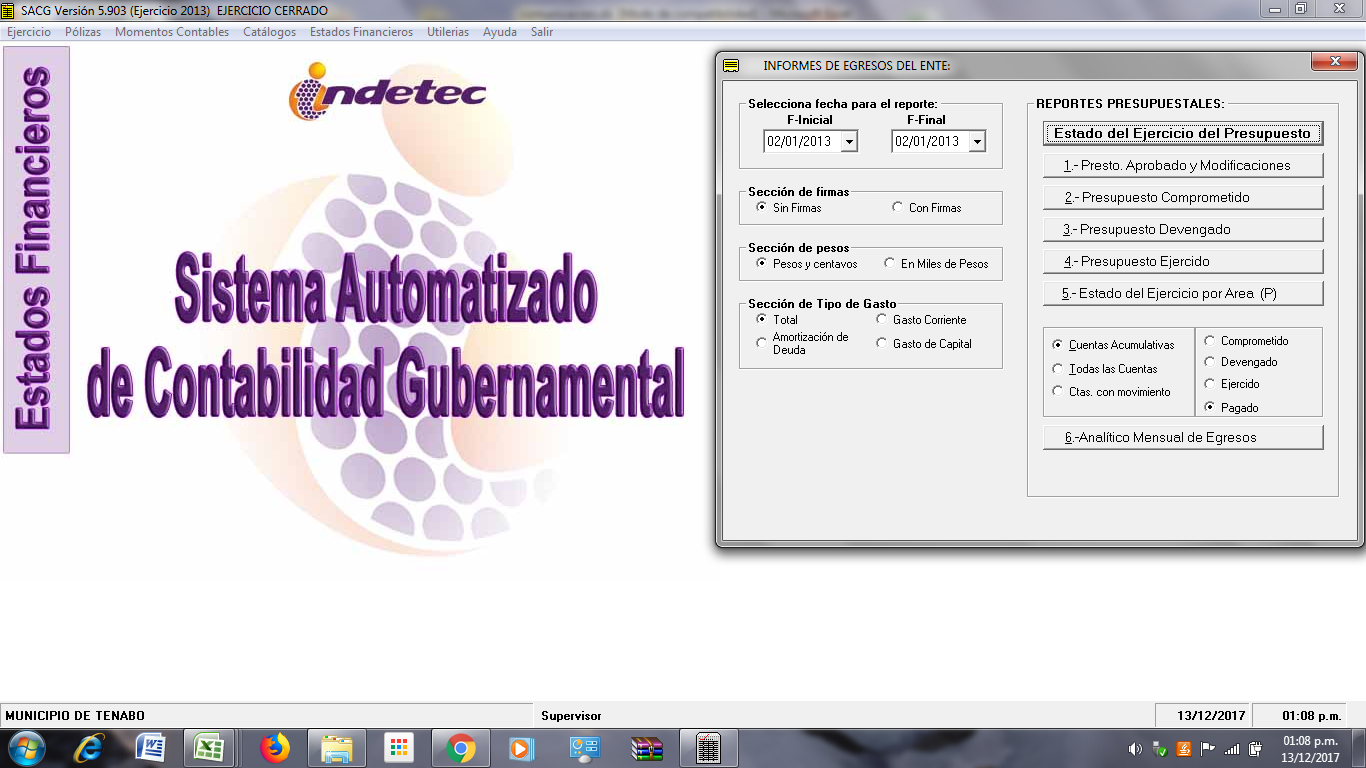 SACG Versión 5.903 (Ejercicio 2013)  EJERCICIO CERRADO
Ejercicio Pólizas Momentos Contables Catálogos Estados Financieros Utilerias Ayuda Salir
Estados Financieros
indetec
Sistema Automatizado
de Contabilidad Gubernamental
INFORMES DE EGRESOS DEL ENTE:
Selecciona fecha para el reporte:
F-Inicial F-Final
02/01/2013 02/01/2013
Sección de firmas
Sin Firmas Con Firmas
Sección de pesos
Pesos y centavos En Miles de Pesos
Sección de Tipo de Gasto
Total Gasto Corriente
Amortización de
Deuda
Gasto de Capital
REPORTES PRESUPUESTALES:
Estado del Ejercicio del Presupuesto
1.- Presto. Aprobado y Modificaciones
2.- Presupuesto Comprometido
3.- Presupuesto Devengado
4.- Presupuesto Ejercido
5.- Estado del Ejercicio por Area (P)
Cuentas Acumulativas
Todas las Cuentas
Ctas. con movimiento
Comprometido
Devengado
Ejercido
Pagado
6.-Analítico Mensual de Egresos
MUNICIPIO DE TENABO Supervisor 13/12/2017 01:08 p.m.
01:08 p.m.
13/12/2017